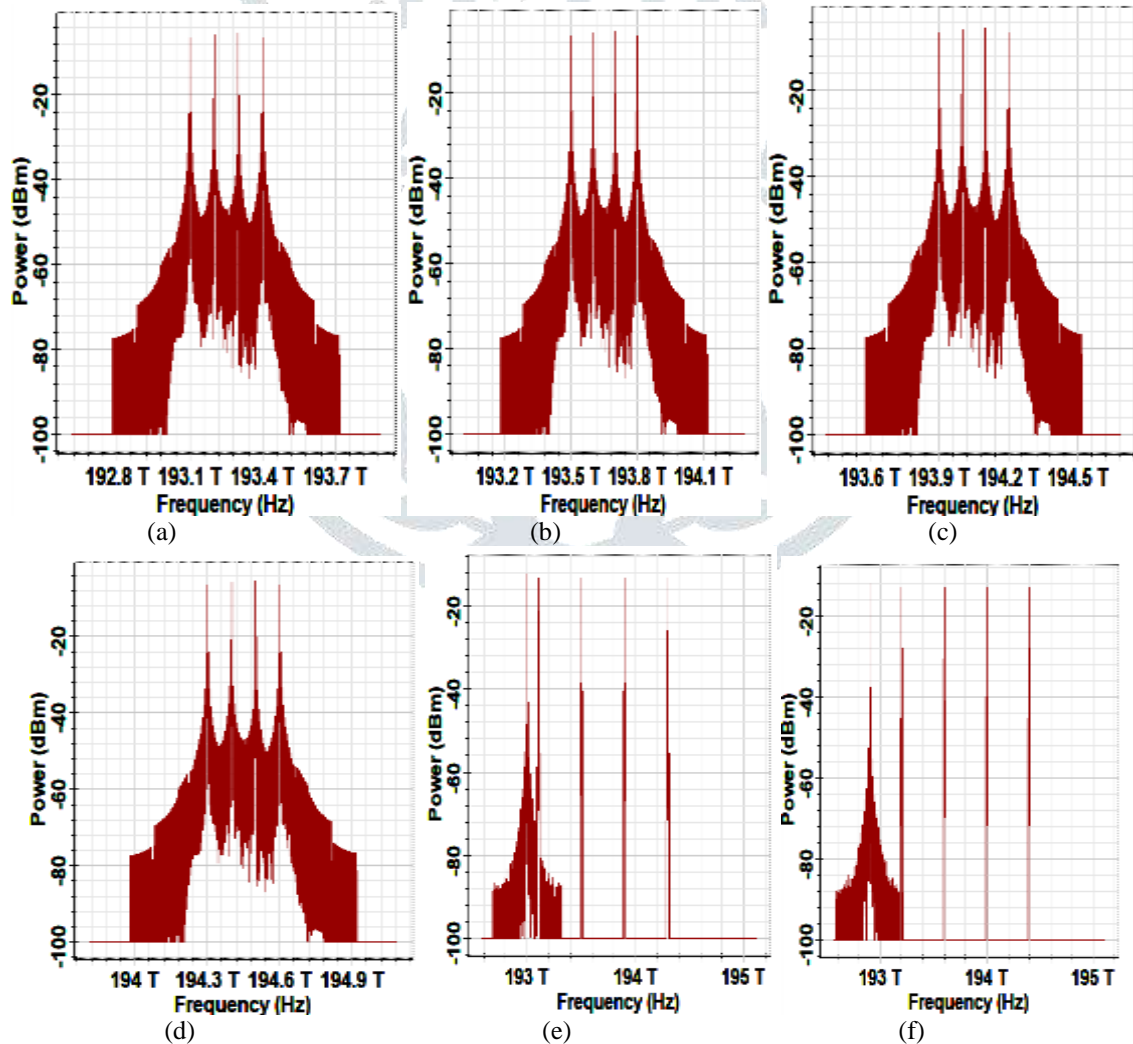 -20
-40
-60
-80
-100
Power (dBm)
192.8 T 193.1 T 193.4 T 193.7 T
Frequency (Hz)
(a)
-20
-40
-60
-80
-100
Power (dBm)
193.2 T 193.5 T 193.8 T 194.1 T
Frequency (Hz)
(b)
-20
-40
-60
-80
-100
Power (dBm)
193.6 T 193.9 T 194.2 T 194.5 T
Frequency (Hz)
(c)
-20
-40
-60
-80
-100
Power (dBm)
194 T 194.3 T 194.6 T 194.9 T
Frequency (Hz)
(d)
-20
-40
-60
-80
-100
Power (dBm)
193 T 194 T 195 T
Frequency (Hz)
(e)
-20
-40
-60
-80
-100
Power (dBm)
193 T 194 T 195 T
Frequency (Hz)
(f)